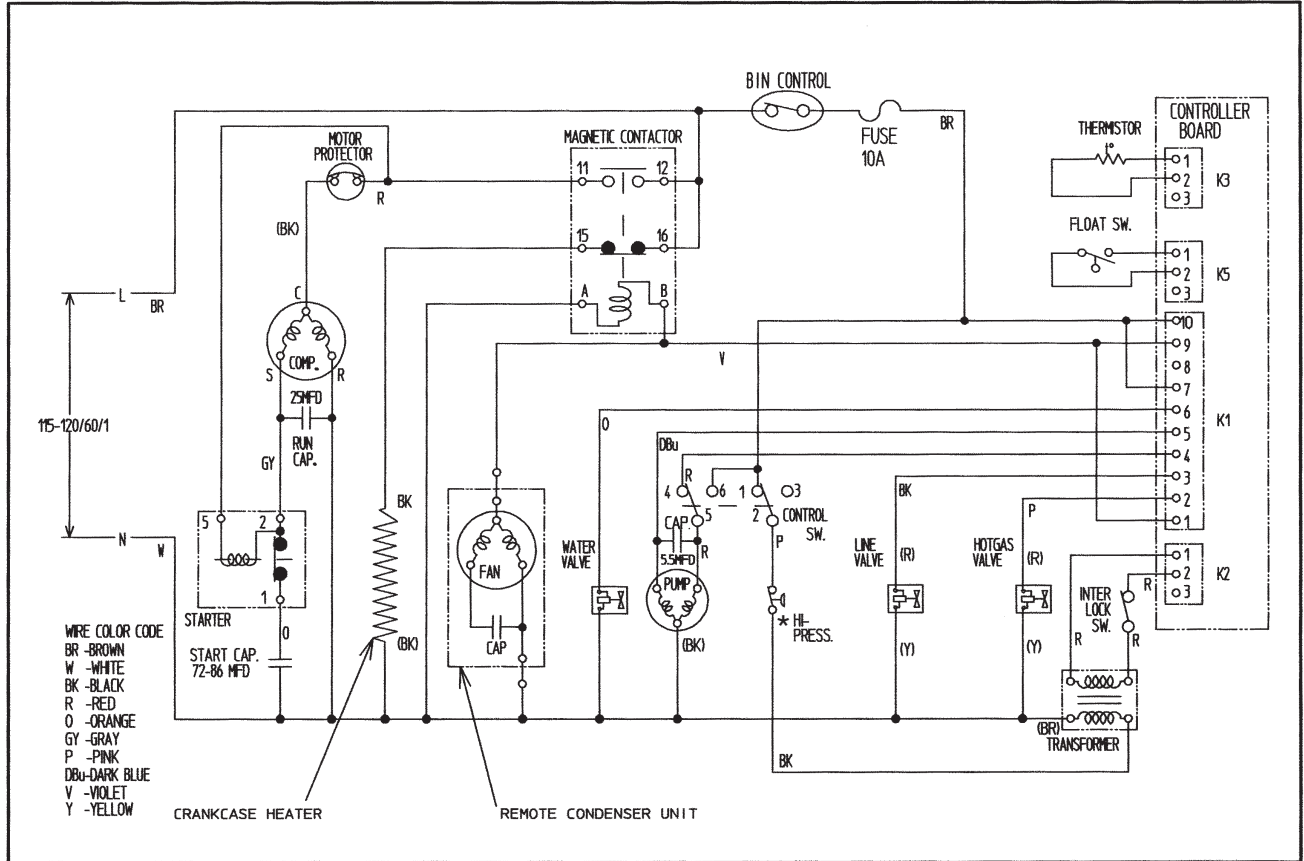 BIN CONTROL
FUSE
10A
BR
CONTROLLER
BOARD
THERMISTOR
t°
1
2
3
K3
MOTOR
PROTECTOR
R
MAGNETIC CONTACTOR
11
12
15
16
A
B
(BK)
FLOAT SW.
1
2
3
K5
L
BR
C
COMP.
S
R
25MFD
RUN
CAP.
GY
115-120/60/1
N
W
V
10
9
8
7
6
5
4
3
2
1
K1
O
DBu
R
4
6
1
3
5
2
CONTROL
SW.
CAP.
5.5MFD
R
P
PUMP
(BK)
* HI-
PRESS.
BK
LINE
VALVE
(R)
(Y)
P
HOTGAS
VALVE
(R)
(Y)
1
2
3
K2
R
INTER
LOCK
SW.
R
R
(BR)
TRANSFORMER
BK
5
2
1
STARTER
O
START CAP.
72-86 MFD
BK
(BK)
FAN
CAP
WATER
VALVE
WIRE COLOR CODE
BR -BROWN
W -WHITE
BK -BLACK
R -RED
O -ORANGE
GY -GRAY
P -PINK
DBu-DARK BLUE
V -VIOLET
Y -YELLOW
CRANKCASE HEATER
REMOTE CONDENSER UNIT